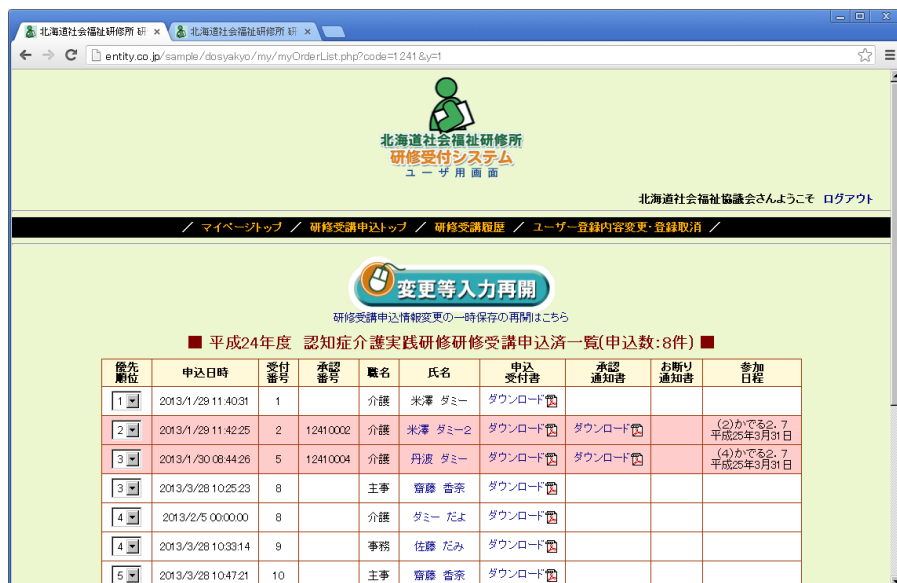 北海道社会福祉研修所 研
北海道社会福祉研修所 研
entity.co.jp/sample/dosyakyo/my/myOrderList.php?code=1241&y=1
北海道社会福祉研修所
研修受付システム
ユーザ用画面
北海道社会福祉協議会さんようこそ ログアウト
/ マイページトップ / 研修受講申込トップ / 研修受講履歴 / ユーザー登録内容変更・登録取消 /
変更等入力再開
研修受講申込情報変更の一時保存の再開はこちら
■ 平成24年度 認知症介護実践研修研修受講申込済一覧(申込数:8件) ■
優先順位 申込日時 受付番号 承認番号 職名 氏名 申込受付書 承認通知書 お断り通知書 参加日程
1 2013/1/29 11:40:31 1 介護 米澤 ダミー ダウンロード
2 2013/1/29 11:42:25 2 12410002 介護 米澤 ダミー2 ダウンロード ダウンロード (2)かでる2.7 平成25年3月31日
3 2013/1/30 08:44:26 5 12410004 介護 丹波 ダミー ダウンロード ダウンロード (4)かでる2.7 平成25年3月31日
3 2013/3/28 10:25:23 8 主事 齋藤 香奈 ダウンロード
4 2013/2/5 00:00:00 8 介護 ダミー だよ ダウンロード
4 2013/3/28 10:33:14 9 事務 佐藤 だみ ダウンロード
5 2013/3/28 10:47:21 10 主事 齋藤 香奈 ダウンロード